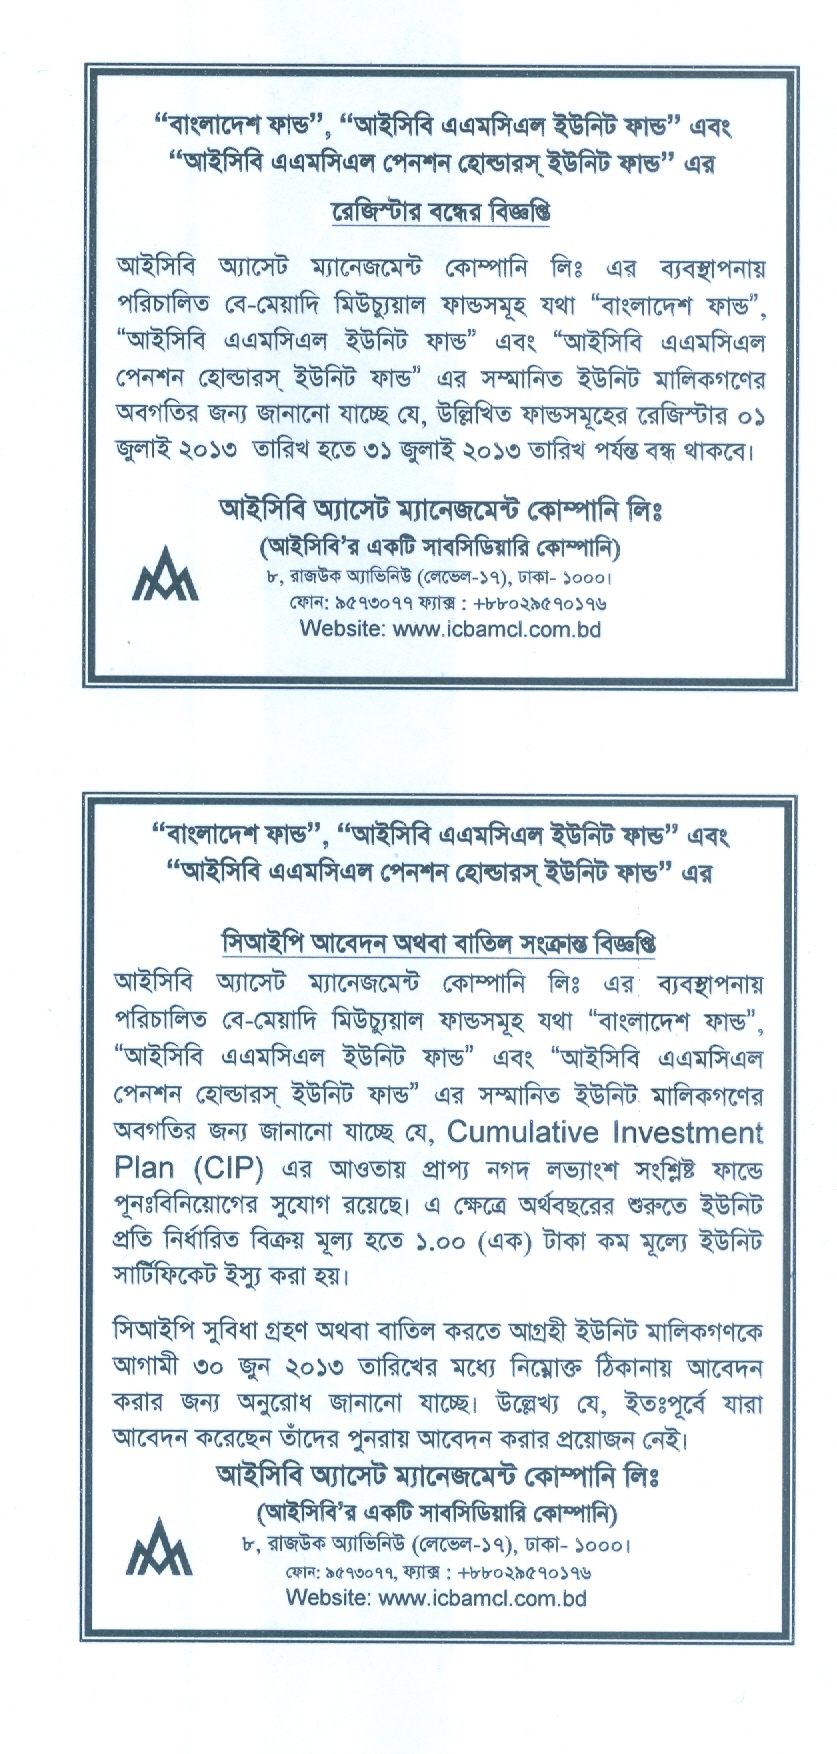 “বাংলাদেশ ফান্ড”, “আইসিবি এএমসিএল ইউনিট ফান্ড” এবং
“আইসিবি এএমসিএল পেনশন হোল্ডারস্ ইউনিট ফান্ড” এর
রেজিস্টার বন্ধের বিজ্ঞপ্তি
আইসিবি অ্যাসেট ম্যানেজমেন্ট কোম্পানি লিঃ এর ব্যবস্থাপনায়
পরিচালিত বে-মেয়াদি মিউচ্যুয়াল ফান্ডসমূহ যথা “বাংলাদেশ ফান্ড”,
“আইসিবি এএমসিএল ইউনিট ফান্ড” এবং “আইসিবি এএমসিএল
পেনশন হোল্ডারস্ ইউনিট ফান্ড” এর সম্মানিত ইউনিট মালিকগণের
অবগতির জন্য জানানো যাচ্ছে যে, উল্লিখিত ফান্ডসমূহের রেজিস্টার ০১
জুলাই ২০১৩ তারিখ হতে ৩১ জুলাই ২০১৩ তারিখ পর্যন্ত বন্ধ থাকবে।
আইসিবি অ্যাসেট ম্যানেজমেন্ট কোম্পানি লিঃ
(আইসিবি’র একটি সাবসিডিয়ারি কোম্পানি)
৮, রাজউক অ্যাভিনিউ (লেভেল-১৭), ঢাকা- ১০০০।
ফোন: ৯৫৭৩০৭৭ ফ্যাক্স : +৮৮০২৯৫৭০১৭৬
Website: www.icbamcl.com.bd
“বাংলাদেশ ফান্ড”, “আইসিবি এএমসিএল ইউনিট ফান্ড” এবং
“আইসিবি এএমসিএল পেনশন হোল্ডারস্ ইউনিট ফান্ড” এর
সিআইপি আবেদন অথবা বাতিল সংক্রান্ত বিজ্ঞপ্তি
আইসিবি অ্যাসেট ম্যানেজমেন্ট কোম্পানি লিঃ এর ব্যবস্থাপনায়
পরিচালিত বে-মেয়াদি মিউচ্যুয়াল ফান্ডসমূহ যথা “বাংলাদেশ ফান্ড”,
“আইসিবি এএমসিএল ইউনিট ফান্ড” এবং “আইসিবি এএমসিএল
পেনশন হোল্ডারস্ ইউনিট ফান্ড” এর সম্মানিত ইউনিট মালিকগণের
অবগতির জন্য জানানো যাচ্ছে যে, Cumulative Investment
Plan (CIP) এর আওতায় প্রাপ্য নগদ লভ্যাংশ সংশ্লিষ্ট ফান্ডে
পূনঃবিনিয়োগের সুযোগ রয়েছে। এ ক্ষেত্রে অর্থবছরের শুরুতে ইউনিট
প্রতি নির্ধারিত বিক্রয় মূল্য হতে ১.০০ (এক) টাকা কম মূল্যে ইউনিট
সার্টিফিকেট ইস্যু করা হয়।
সিআইপি সুবিধা গ্রহণ অথবা বাতিল করতে আগ্রহী ইউনিট মালিকগণকে
আগামী ৩০ জুন ২০১৩ তারিখের মধ্যে নিম্নোক্ত ঠিকানায় আবেদন
করার জন্য অনুরোধ জানানো যাচ্ছে। উল্লেখ্য যে, ইতঃপূর্বে যারা
আবেদন করেছেন তাঁদের পুনরায় আবেদন করার প্রয়োজন নেই।
আইসিবি অ্যাসেট ম্যানেজমেন্ট কোম্পানি লিঃ
(আইসিবি’র একটি সাবসিডিয়ারি কোম্পানি)
৮, রাজউক অ্যাভিনিউ (লেভেল-১৭), ঢাকা- ১০০০।
ফোন: ৯৫৭৩০৭৭, ফ্যাক্স : +৮৮০২৯৫৭০১৭৬
Website: www.icbamcl.com.bd